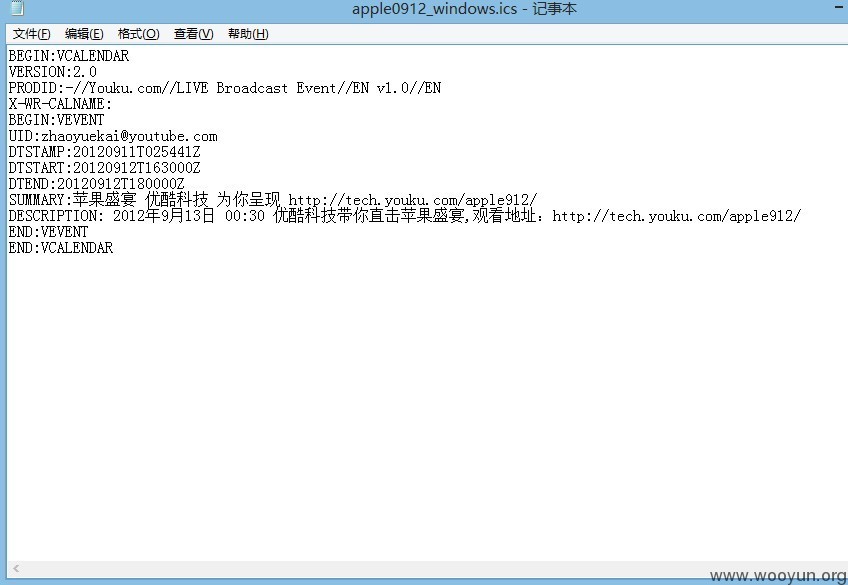 apple0912_windows.ics - 记事本
文件(F) 编辑(E) 格式(O) 查看(V) 帮助(H)
BEGIN:VCALENDAR
VERSION:2.0
PRODID:-//Youku.com//LIVE Broadcast Event//EN v1.0//EN
X-WR-CALNAME:
BEGIN:VEVENT
UID:zhaoyuekai@youtube.com
DTSTAMP:20120911T025441Z
DTSTART:20120912T163000Z
DTEND:20120912T180000Z
SUMMARY:苹果盛宴 优酷科技 为你呈现 http://tech.youku.com/apple912/
DESCRIPTION: 2012年9月13日 00:30 优酷科技带你直击苹果盛宴,观看地址：http://tech.youku.com/apple912/
END:VEVENT
END:VCALENDAR
www.wooyun.org